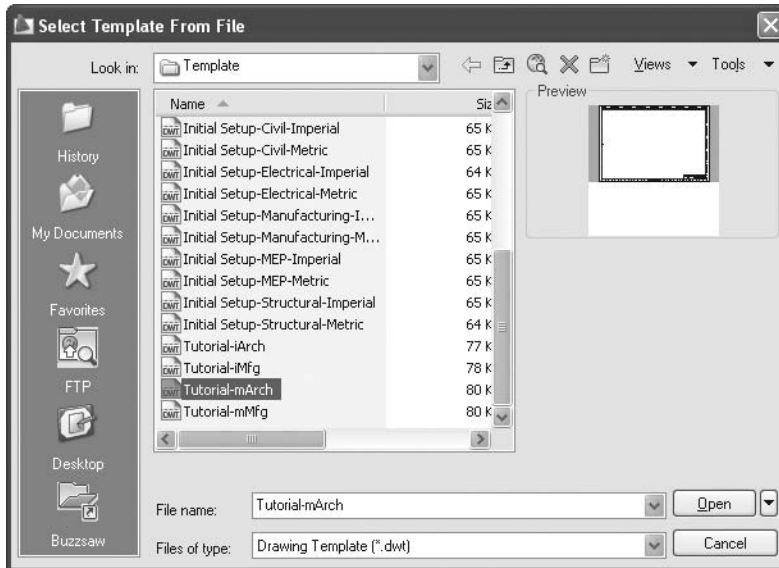 Select Template From File
Look in: Template Views Tools
History
My Documents
Favorites
FTP
Desktop
Buzzsaw
Name Siz
Initial Setup-Civil-Imperial 65 K
Initial Setup-Civil-Metric 65 K
Initial Setup-Electrical-Imperial 64 K
Initial Setup-Electrical-Metric 65 K
Initial Setup-Manufacturing-I... 65 K
Initial Setup-Manufacturing-M... 65 K
Initial Setup-MEP-Imperial 65 K
Initial Setup-MEP-Metric 65 K
Initial Setup-Structural-Imperial 65 K
Initial Setup-Structural-Metric 64 K
Tutorial-iArch 77 K
Tutorial-iMfg 78 K
Tutorial-mArch 80 K
Tutorial-mMfg 80 K
Preview
File name: Tutorial-mArch Open
Files of type: Drawing Template (*.dwt) Cancel